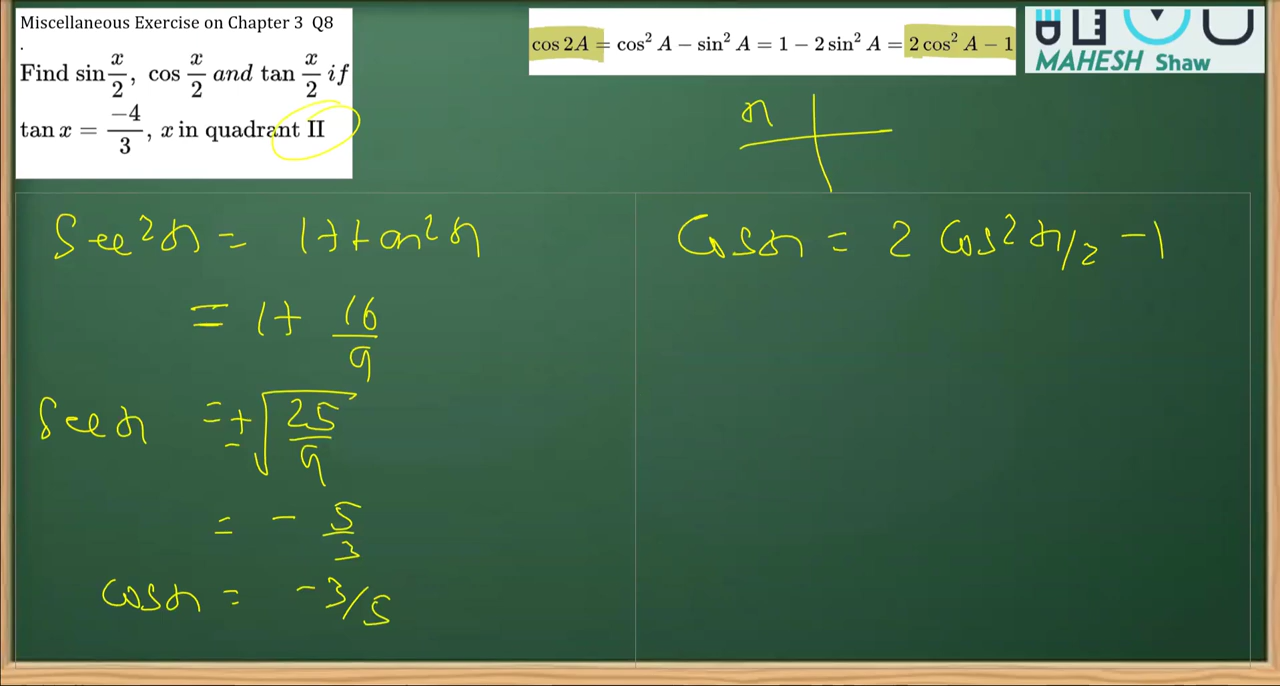 Miscellaneous Exercise on Chapter 3 Q8
.
Find sin x/2, cos x/2 and tan x/2 if
tan x = -4/3, x in quadrant II
cos 2A = cos² A − sin² A = 1 − 2 sin² A = 2 cos² A − 1
MAHESH Shaw
x
Sec²x = 1+tan²x
= 1+ 16/9
Sec x = ±√25/9
= - 5/3
Cosx = -3/5
Cosx = 2 Cos² x/2 -1